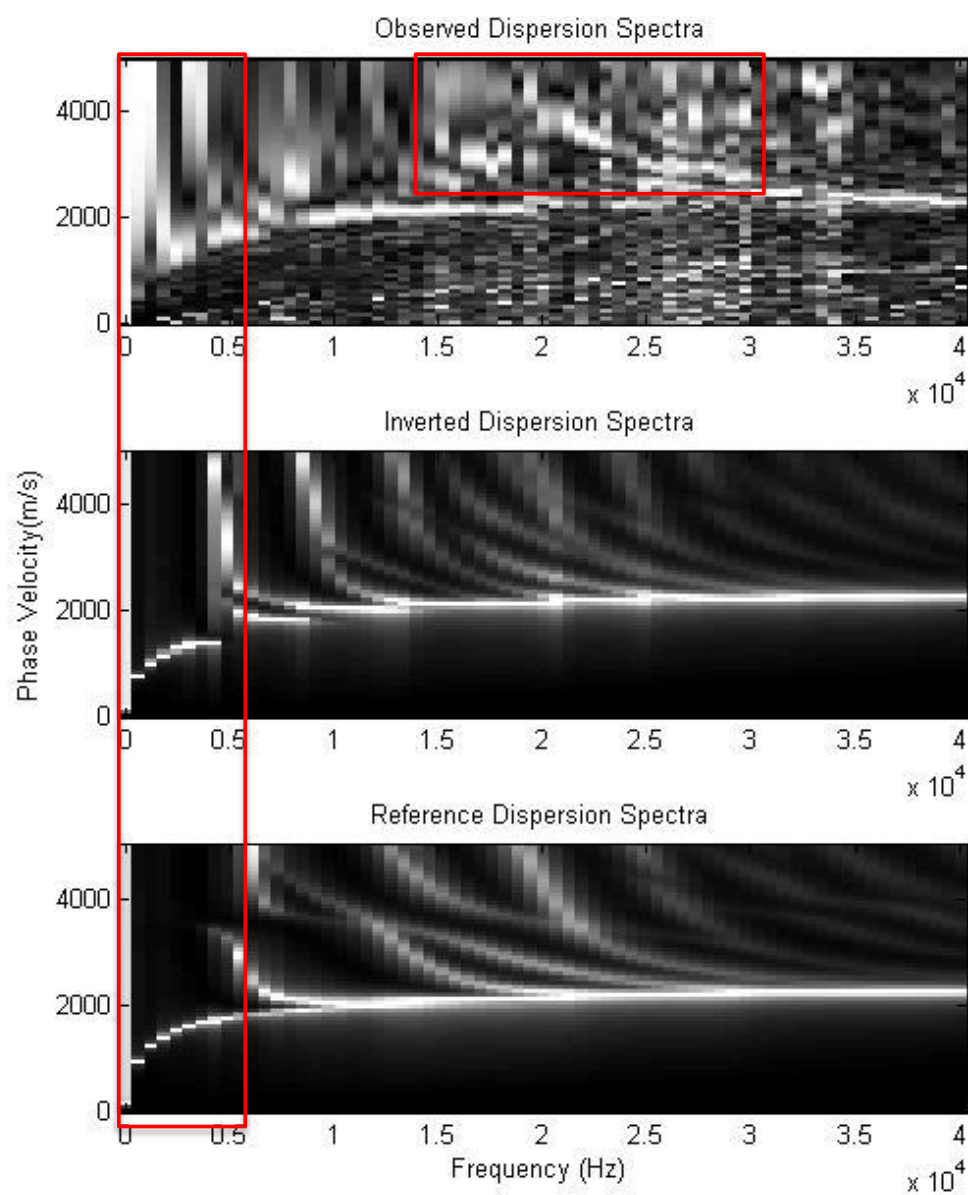 Observed Dispersion Spectra
4000
2000
0
0 0.5 1 1.5 2 2.5 3 3.5 4
x 10^4
Inverted Dispersion Spectra
Phase Velocity(m/s)
4000
2000
0
0 0.5 1 1.5 2 2.5 3 3.5 4
x 10^4
Reference Dispersion Spectra
4000
2000
0
0 0.5 1 1.5 2 2.5 3 3.5 4
Frequency (Hz)
x 10^4